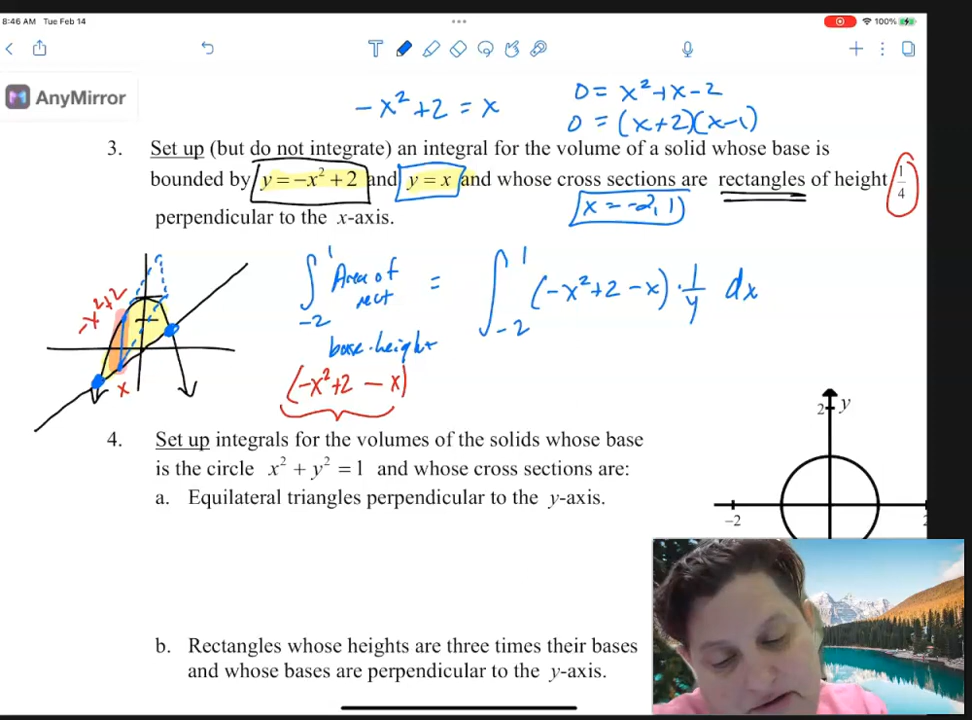 8:46 AM Tue Feb 14
100%
AnyMirror
-x²+2 = x
0 = x²+x-2
0 = (x+2)(x-1)
3. Set up (but do not integrate) an integral for the volume of a solid whose base is
bounded by y = -x² + 2 and y = x and whose cross sections are rectangles of height 1/4
perpendicular to the x-axis.
x = -2, 1
∫₋₂¹ Area of rect = ∫₋₂¹ (-x²+2 -x) · 1/4 dx
base · height
(-x²+2 - x)
-x²+2
x
4. Set up integrals for the volumes of the solids whose base
is the circle x² + y² = 1 and whose cross sections are:
a. Equilateral triangles perpendicular to the y-axis.
2 y
-2
b. Rectangles whose heights are three times their bases
and whose bases are perpendicular to the y-axis.